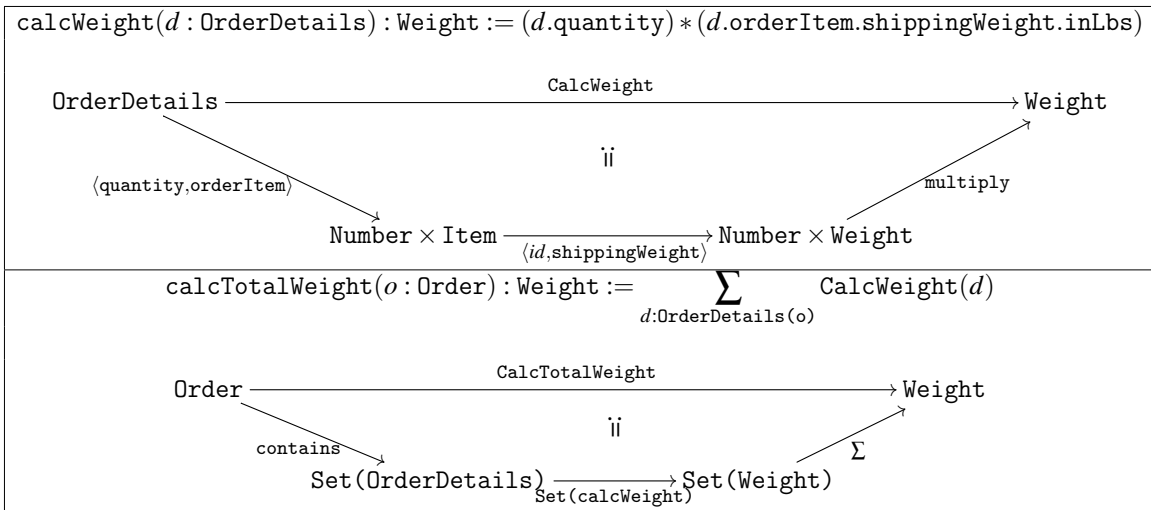 calcWeight(d : OrderDetails) : Weight := (d.quantity) ∗ (d.orderItem.shippingWeight.inLbs)
CalcWeight
OrderDetails Weight
⟨quantity,orderItem⟩ multiply
Number × Item Number × Weight
⟨id,shippingWeight⟩
calcTotalWeight(o : Order) : Weight := ∑ CalcWeight(d)
d:OrderDetails(o)
CalcTotalWeight
Order Weight
contains Σ
Set(OrderDetails) Set(Weight)
Set(calcWeight)